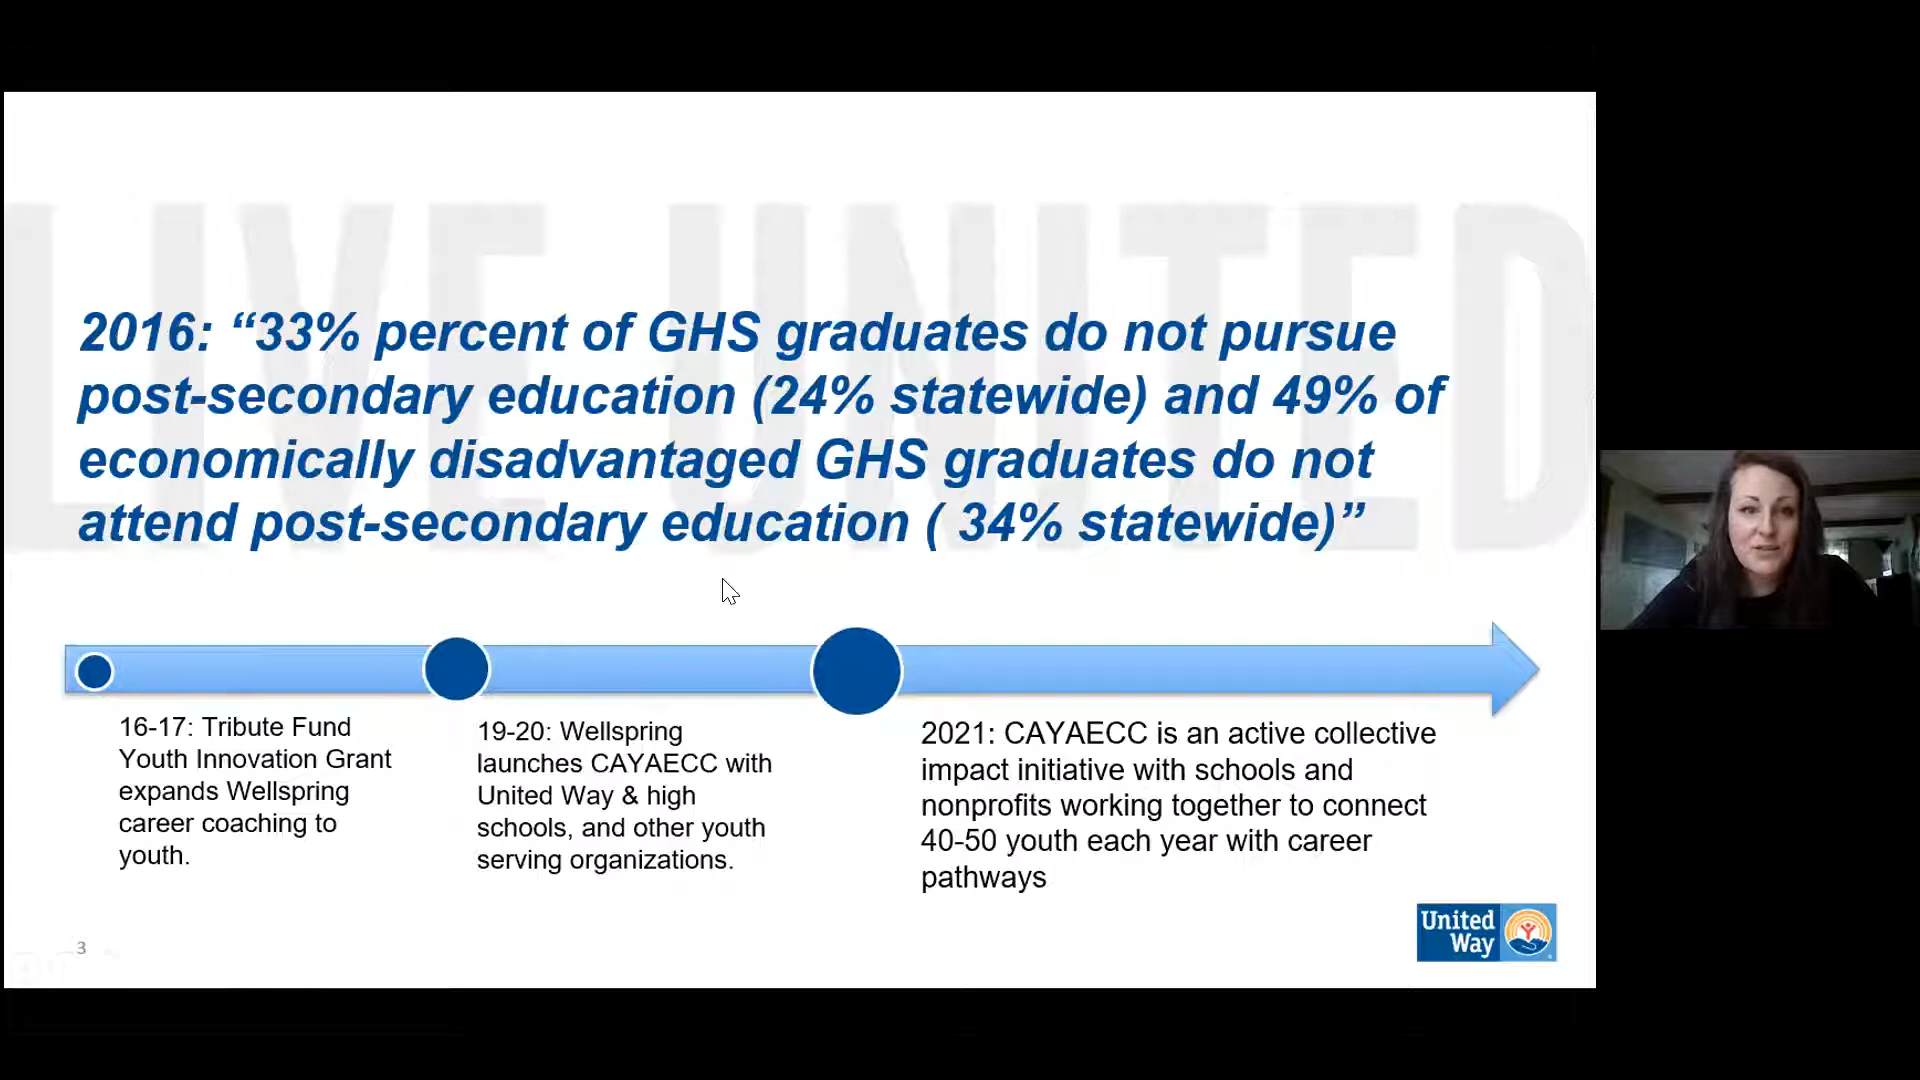 LIVE UNITED
2016: “33% percent of GHS graduates do not pursue
post-secondary education (24% statewide) and 49% of
economically disadvantaged GHS graduates do not
attend post-secondary education ( 34% statewide)”
16-17: Tribute Fund
Youth Innovation Grant
expands Wellspring
career coaching to
youth.
19-20: Wellspring
launches CAYAECC with
United Way & high
schools, and other youth
serving organizations.
2021: CAYAECC is an active collective
impact initiative with schools and
nonprofits working together to connect
40-50 youth each year with career
pathways
3
United
Way